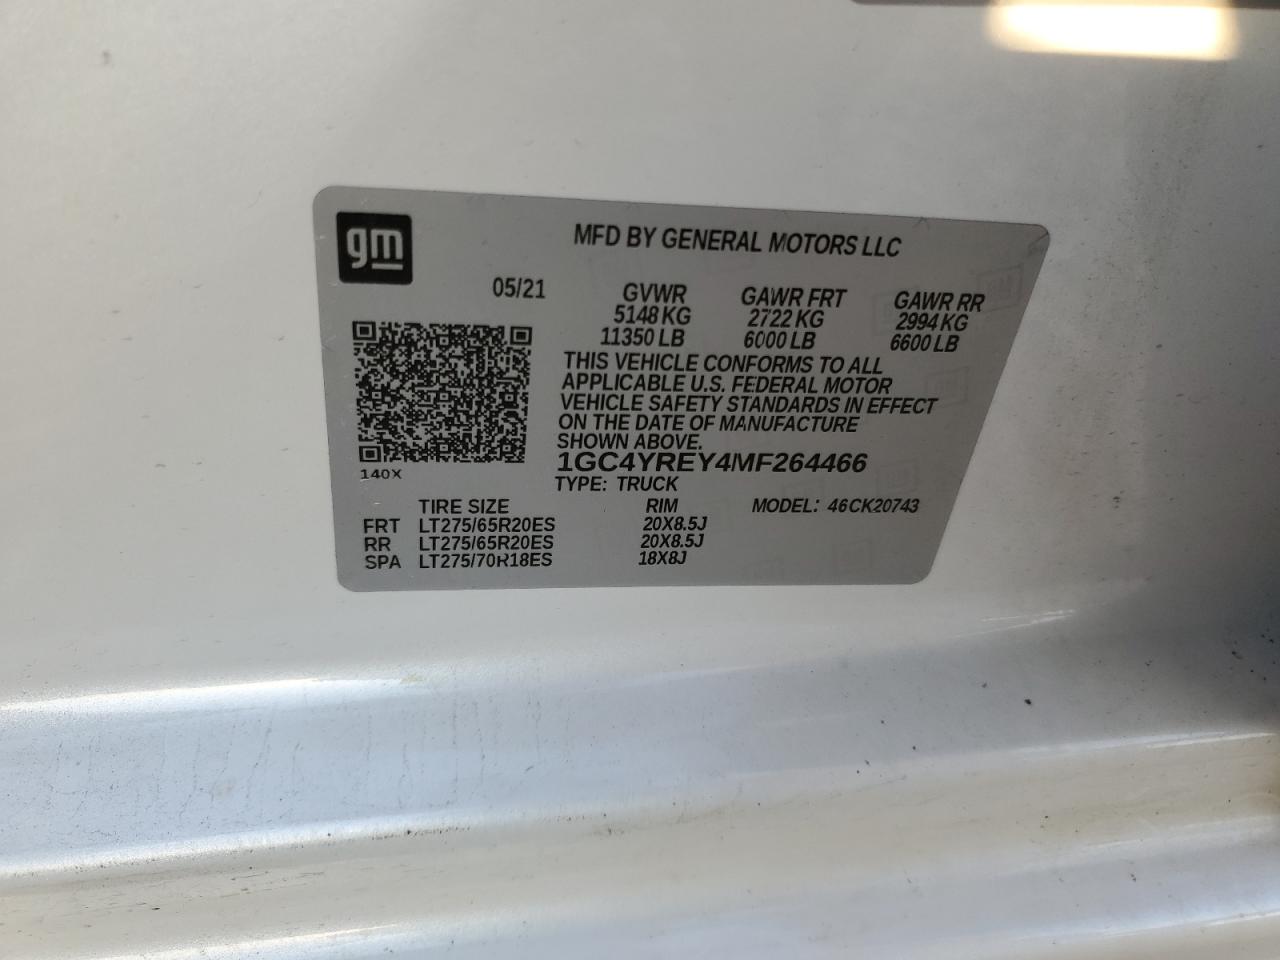 gm
MFD BY GENERAL MOTORS LLC
05/21 GVWR GAWR FRT GAWR RR
5148 KG 2722 KG 2994 KG
11350 LB 6000 LB 6600 LB
THIS VEHICLE CONFORMS TO ALL
APPLICABLE U.S. FEDERAL MOTOR
VEHICLE SAFETY STANDARDS IN EFFECT
ON THE DATE OF MANUFACTURE
SHOWN ABOVE.
1GC4YREY4MF264466
140X
TYPE: TRUCK
TIRE SIZE RIM MODEL: 46CK20743
FRT LT275/65R20ES 20X8.5J
RR LT275/65R20ES 20X8.5J
SPA LT275/70R18ES 18X8J